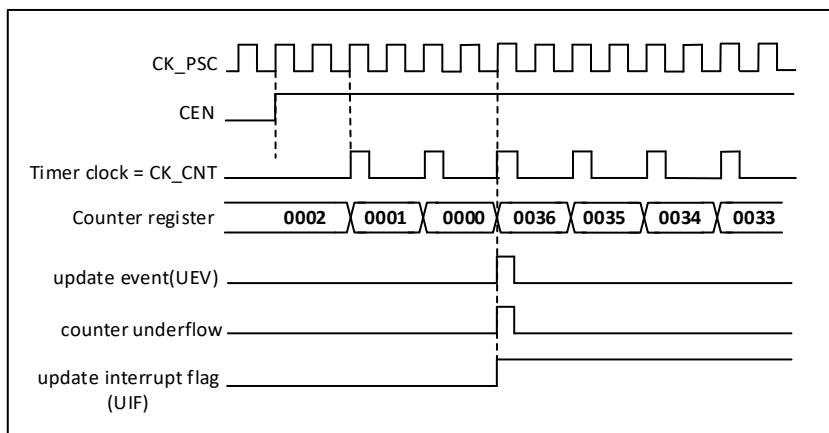 CK_PSC
CEN
Timer clock = CK_CNT
Counter register 0002 0001 0000 0036 0035 0034 0033
update event(UEV)
counter underflow
update interrupt flag
(UIF)